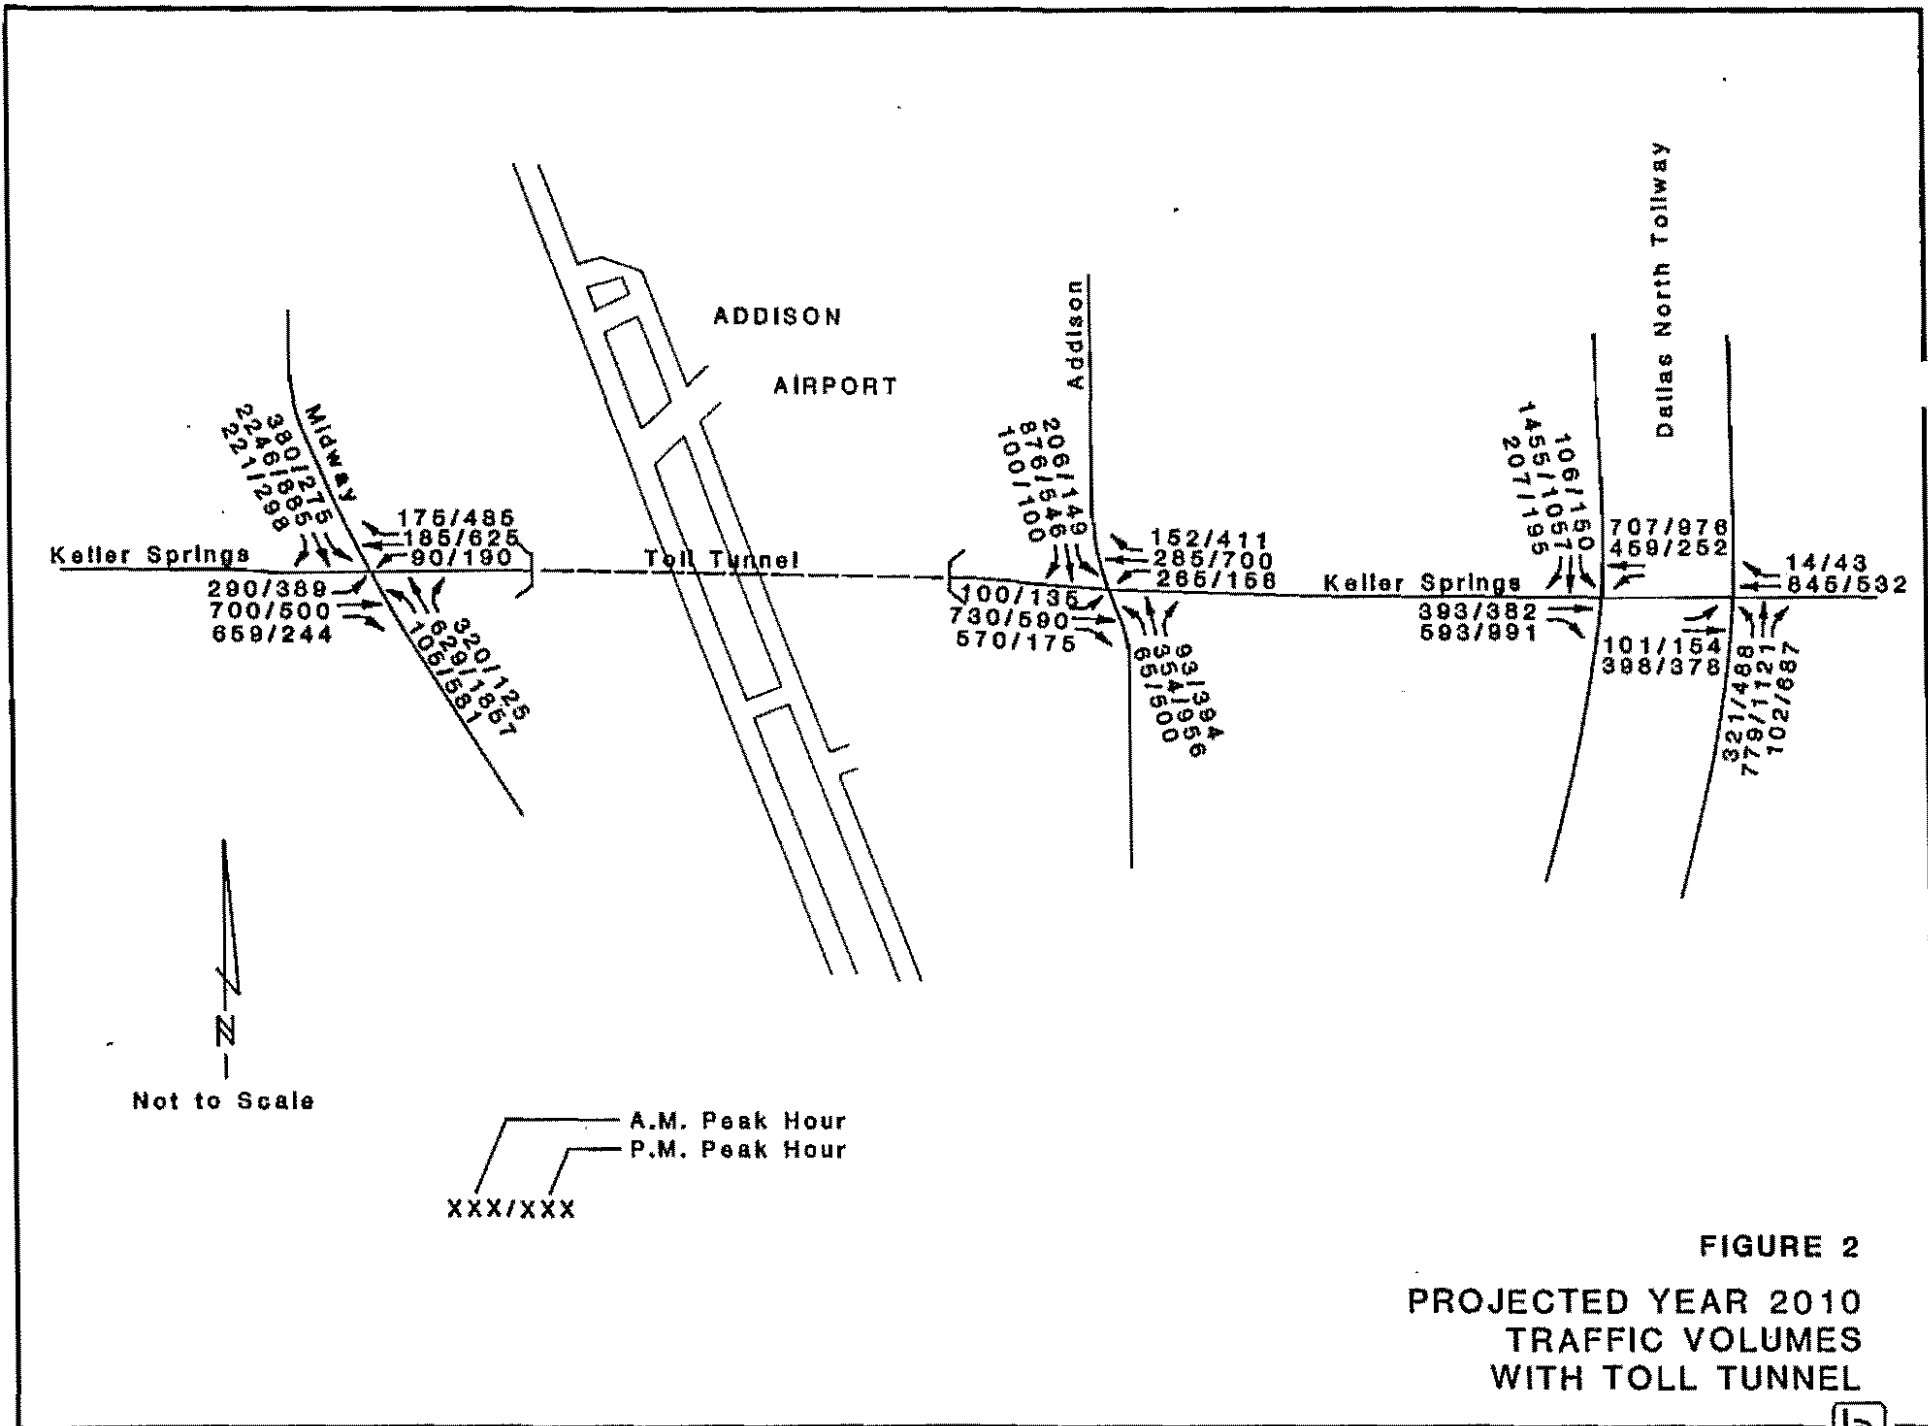 Dallas North Tollway
ADDISON
AIRPORT
Addison
Midway
380/275
2246/885
221/298
175/485
185/625
90/190
Keller Springs
Toll Tunnel
290/389
700/500
659/244
320/125
629/1857
105/581
206/149
876/546
100/100
152/411
285/700
265/158
100/135
730/590
570/175
93/394
354/956
65/500
106/150
1455/1057
207/195
707/976
459/252
14/43
845/532
Keller Springs
393/382
593/991
101/154
398/378
321/488
779/1121
102/687
N
Not to Scale
A.M. Peak Hour
P.M. Peak Hour
XXX/XXX
FIGURE 2
PROJECTED YEAR 2010
TRAFFIC VOLUMES
WITH TOLL TUNNEL